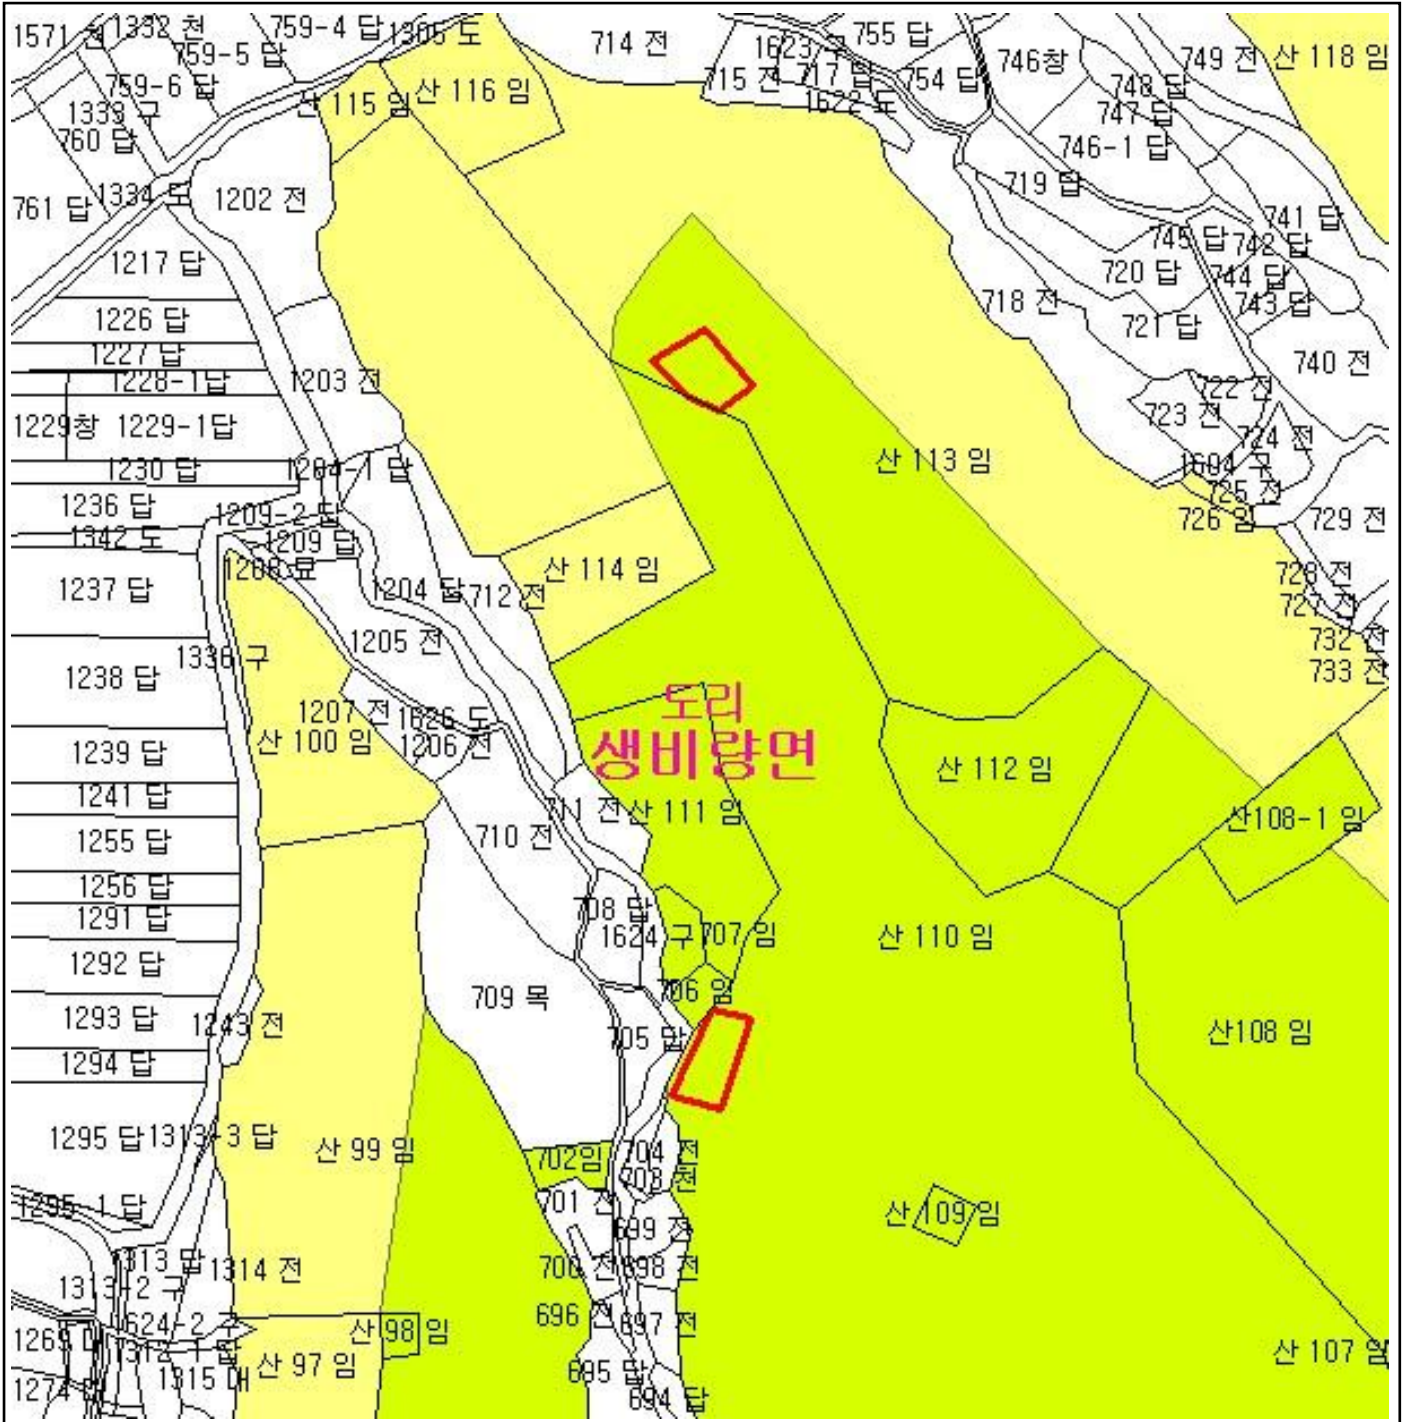 759-4 답
1332 천
1305 도
1571 천
759-5 답
714 전
1623 구
755 답
746창
749 전
산 118 임
759-6 답
산 115 임
산 116 임
715 전
717 답
754 답
748 답
1333 구
1622 도
747 답
760 답
746-1 답
761 답
1334 도
1202 전
719 답
741 답
745 답
742 답
1217 답
720 답
744 답
718 전
743 답
1226 답
721 답
1227 답
740 전
1228-1답
1203 전
722 전
1229창
1229-1답
723 전
724 전
1230 답
1204-1 답
산 113 임
1604 구
725 전
1236 답
1209-2 답
726 임
729 전
1342 도
1209 답
1208 묘
산 114 임
728 전
1237 답
1204 답
712 전
727 전
1205 전
732 전
1336 구
733 전
1238 답
1207 전
1626 도
도리
산 100 임
1206 전
생비량면
1239 답
산 112 임
1241 답
711 전
산 111 임
산108-1 임
1255 답
710 전
1256 답
1291 답
708 답
1624 구
707 임
산 110 임
1292 답
709 목
706 임
1293 답
1243 전
705 답
산108 임
1294 답
1295 답
1313-3 답
산 99 임
702임
704 전
703 천
1295-1 답
701 전
699 전
산 109 임
1313 답
1314 전
700 전
698 전
1313-2 구
624-2 구
산 98 임
696 전
697 전
1312-1 답
산 97 임
산 107 임
1315 대
695 답
694 답